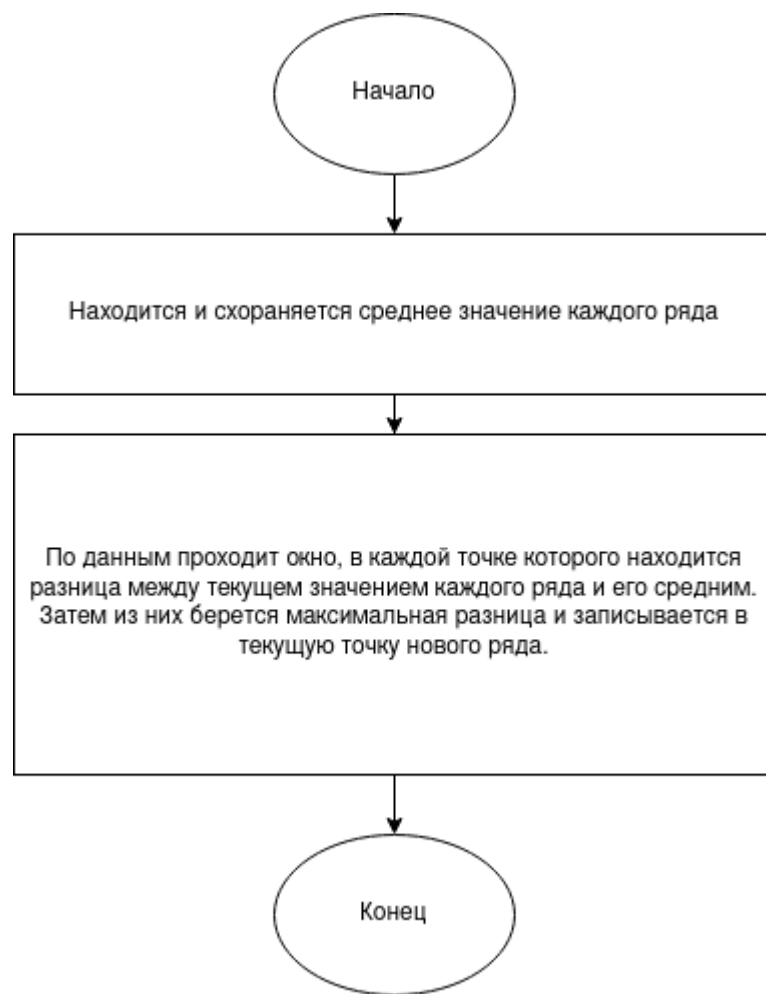 Начало
Находится и схораняется среднее значение каждого ряда
По данным проходит окно, в каждой точке которого находится
разница между текущем значением каждого ряда и его средним.
Затем из них берется максимальная разница и записывается в
текущую точку нового ряда.
Конец